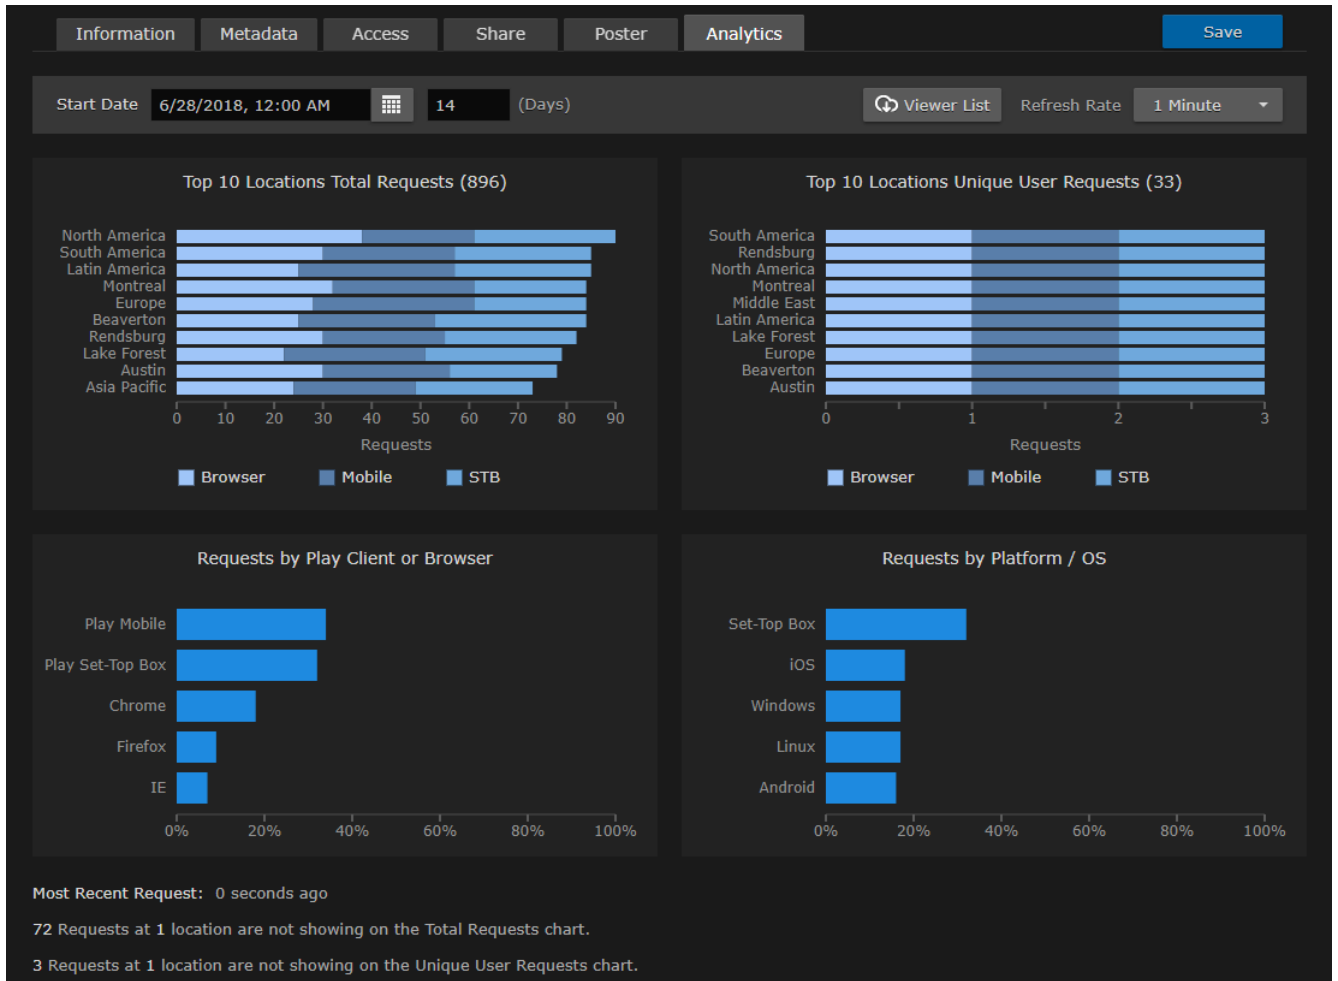 Information Metadata Access Share Poster Analytics Save
Start Date 6/28/2018, 12:00 AM 14 (Days) Viewer List Refresh Rate 1 Minute
Top 10 Locations Total Requests (896)
North America
South America
Latin America
Montreal
Europe
Beaverton
Rendsburg
Lake Forest
Austin
Asia Pacific
0 10 20 30 40 50 60 70 80 90
Requests
Browser Mobile STB
Top 10 Locations Unique User Requests (33)
South America
Rendsburg
North America
Montreal
Middle East
Latin America
Lake Forest
Europe
Beaverton
Austin
0 1 2 3
Requests
Browser Mobile STB
Requests by Play Client or Browser
Play Mobile
Play Set-Top Box
Chrome
Firefox
IE
0% 20% 40% 60% 80% 100%
Requests by Platform / OS
Set-Top Box
iOS
Windows
Linux
Android
0% 20% 40% 60% 80% 100%
Most Recent Request: 0 seconds ago
72 Requests at 1 location are not showing on the Total Requests chart.
3 Requests at 1 location are not showing on the Unique User Requests chart.